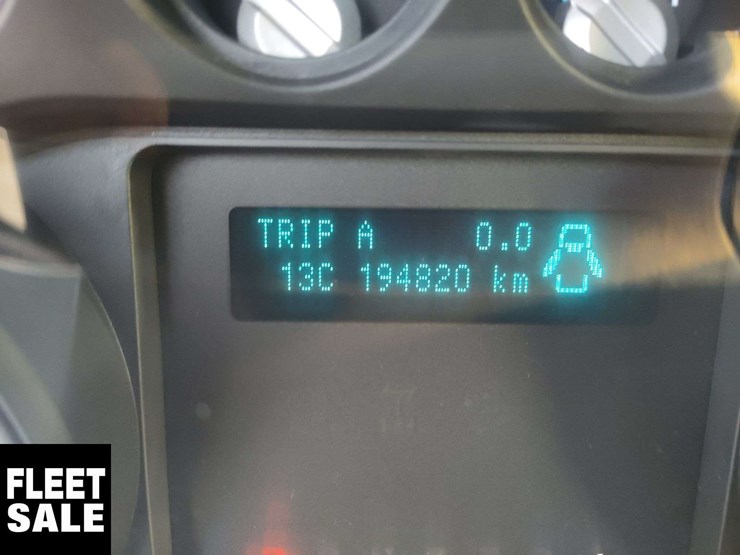 TRIP A 0.0
13C 194820 km
FLEET
SALE